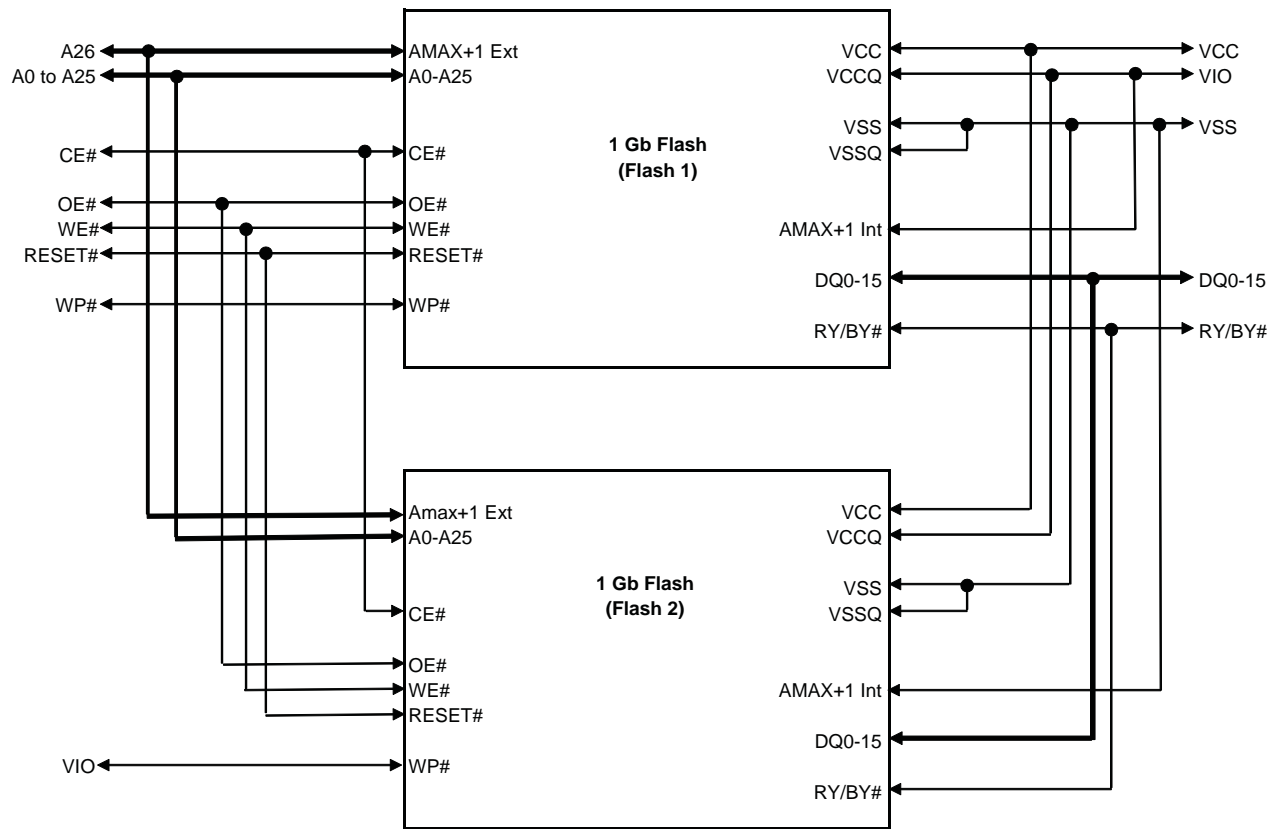 A26
A0 to A25
CE#
OE#
WE#
RESET#
WP#
AMAX+1 Ext
A0-A25
CE#
OE#
WE#
RESET#
WP#
1 Gb Flash
(Flash 1)
VCC
VCCQ
VSS
VSSQ
AMAX+1 Int
DQ0-15
RY/BY#
VCC
VIO
VSS
DQ0-15
RY/BY#
VIO
Amax+1 Ext
A0-A25
CE#
OE#
WE#
RESET#
WP#
1 Gb Flash
(Flash 2)
VCC
VCCQ
VSS
VSSQ
AMAX+1 Int
DQ0-15
RY/BY#